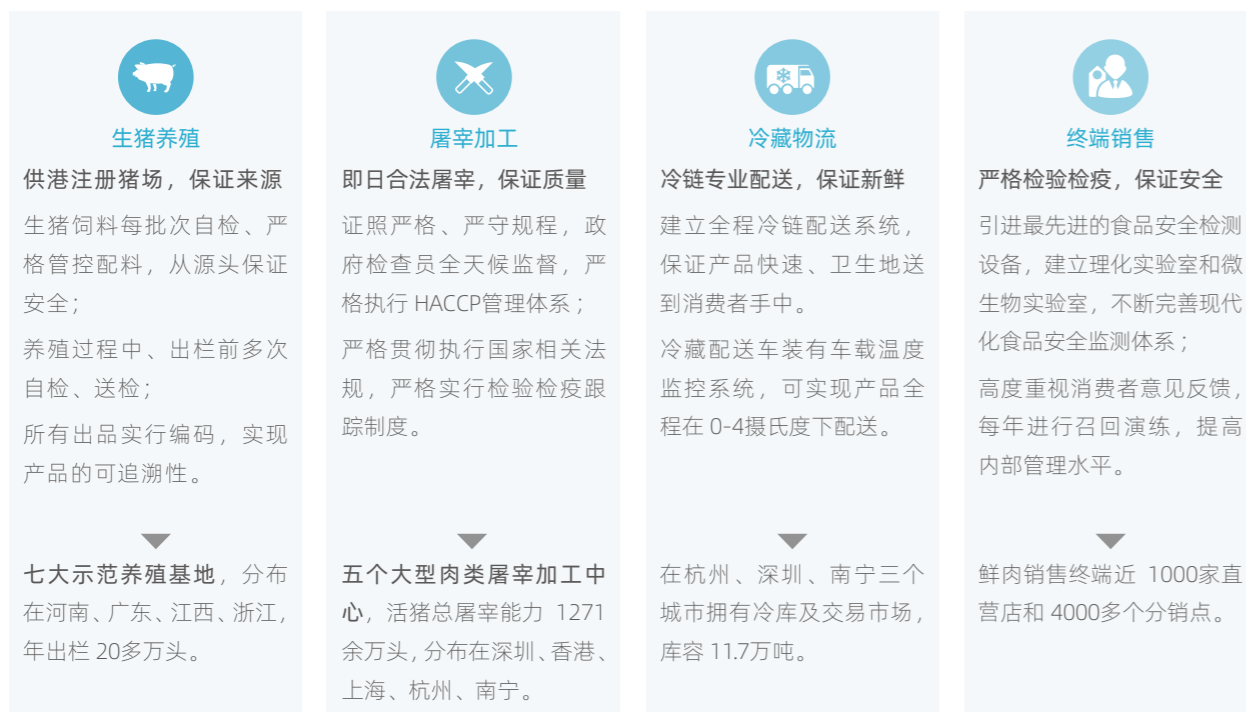 生猪养殖
供港注册猪场，保证来源
生猪饲料每批次自检、严
格管控配料，从源头保证
安全；
养殖过程中、出栏前多次
自检、送检；
所有出品实行编码，实现
产品的可追溯性。
七大示范养殖基地，分布
在河南、广东、江西、浙江，
年出栏 20多万头。
屠宰加工
即日合法屠宰，保证质量
证照严格、严守规程，政
府检查员全天候监督，严
格执行 HACCP管理体系；
严格贯彻执行国家相关法
规，严格实行检验检疫跟
踪制度。
五个大型肉类屠宰加工中
心，活猪总屠宰能力 1271
余万头，分布在深圳、香港、
上海、杭州、南宁。
冷藏物流
冷链专业配送，保证新鲜
建立全程冷链配送系统，
保证产品快速、卫生地送
到消费者手中。
冷藏配送车装有车载温度
监控系统，可实现产品全
程在 0-4摄氏度下配送。
在杭州、深圳、南宁三个
城市拥有冷库及交易市场，
库容 11.7万吨。
终端销售
严格检验检疫，保证安全
引进最先进的食品安全检测
设备，建立理化实验室和微
生物实验室，不断完善现代
化食品安全监测体系；
高度重视消费者意见反馈，
每年进行召回演练，提高
内部管理水平。
鲜肉销售终端近 1000家直
营店和 4000多个分销点。